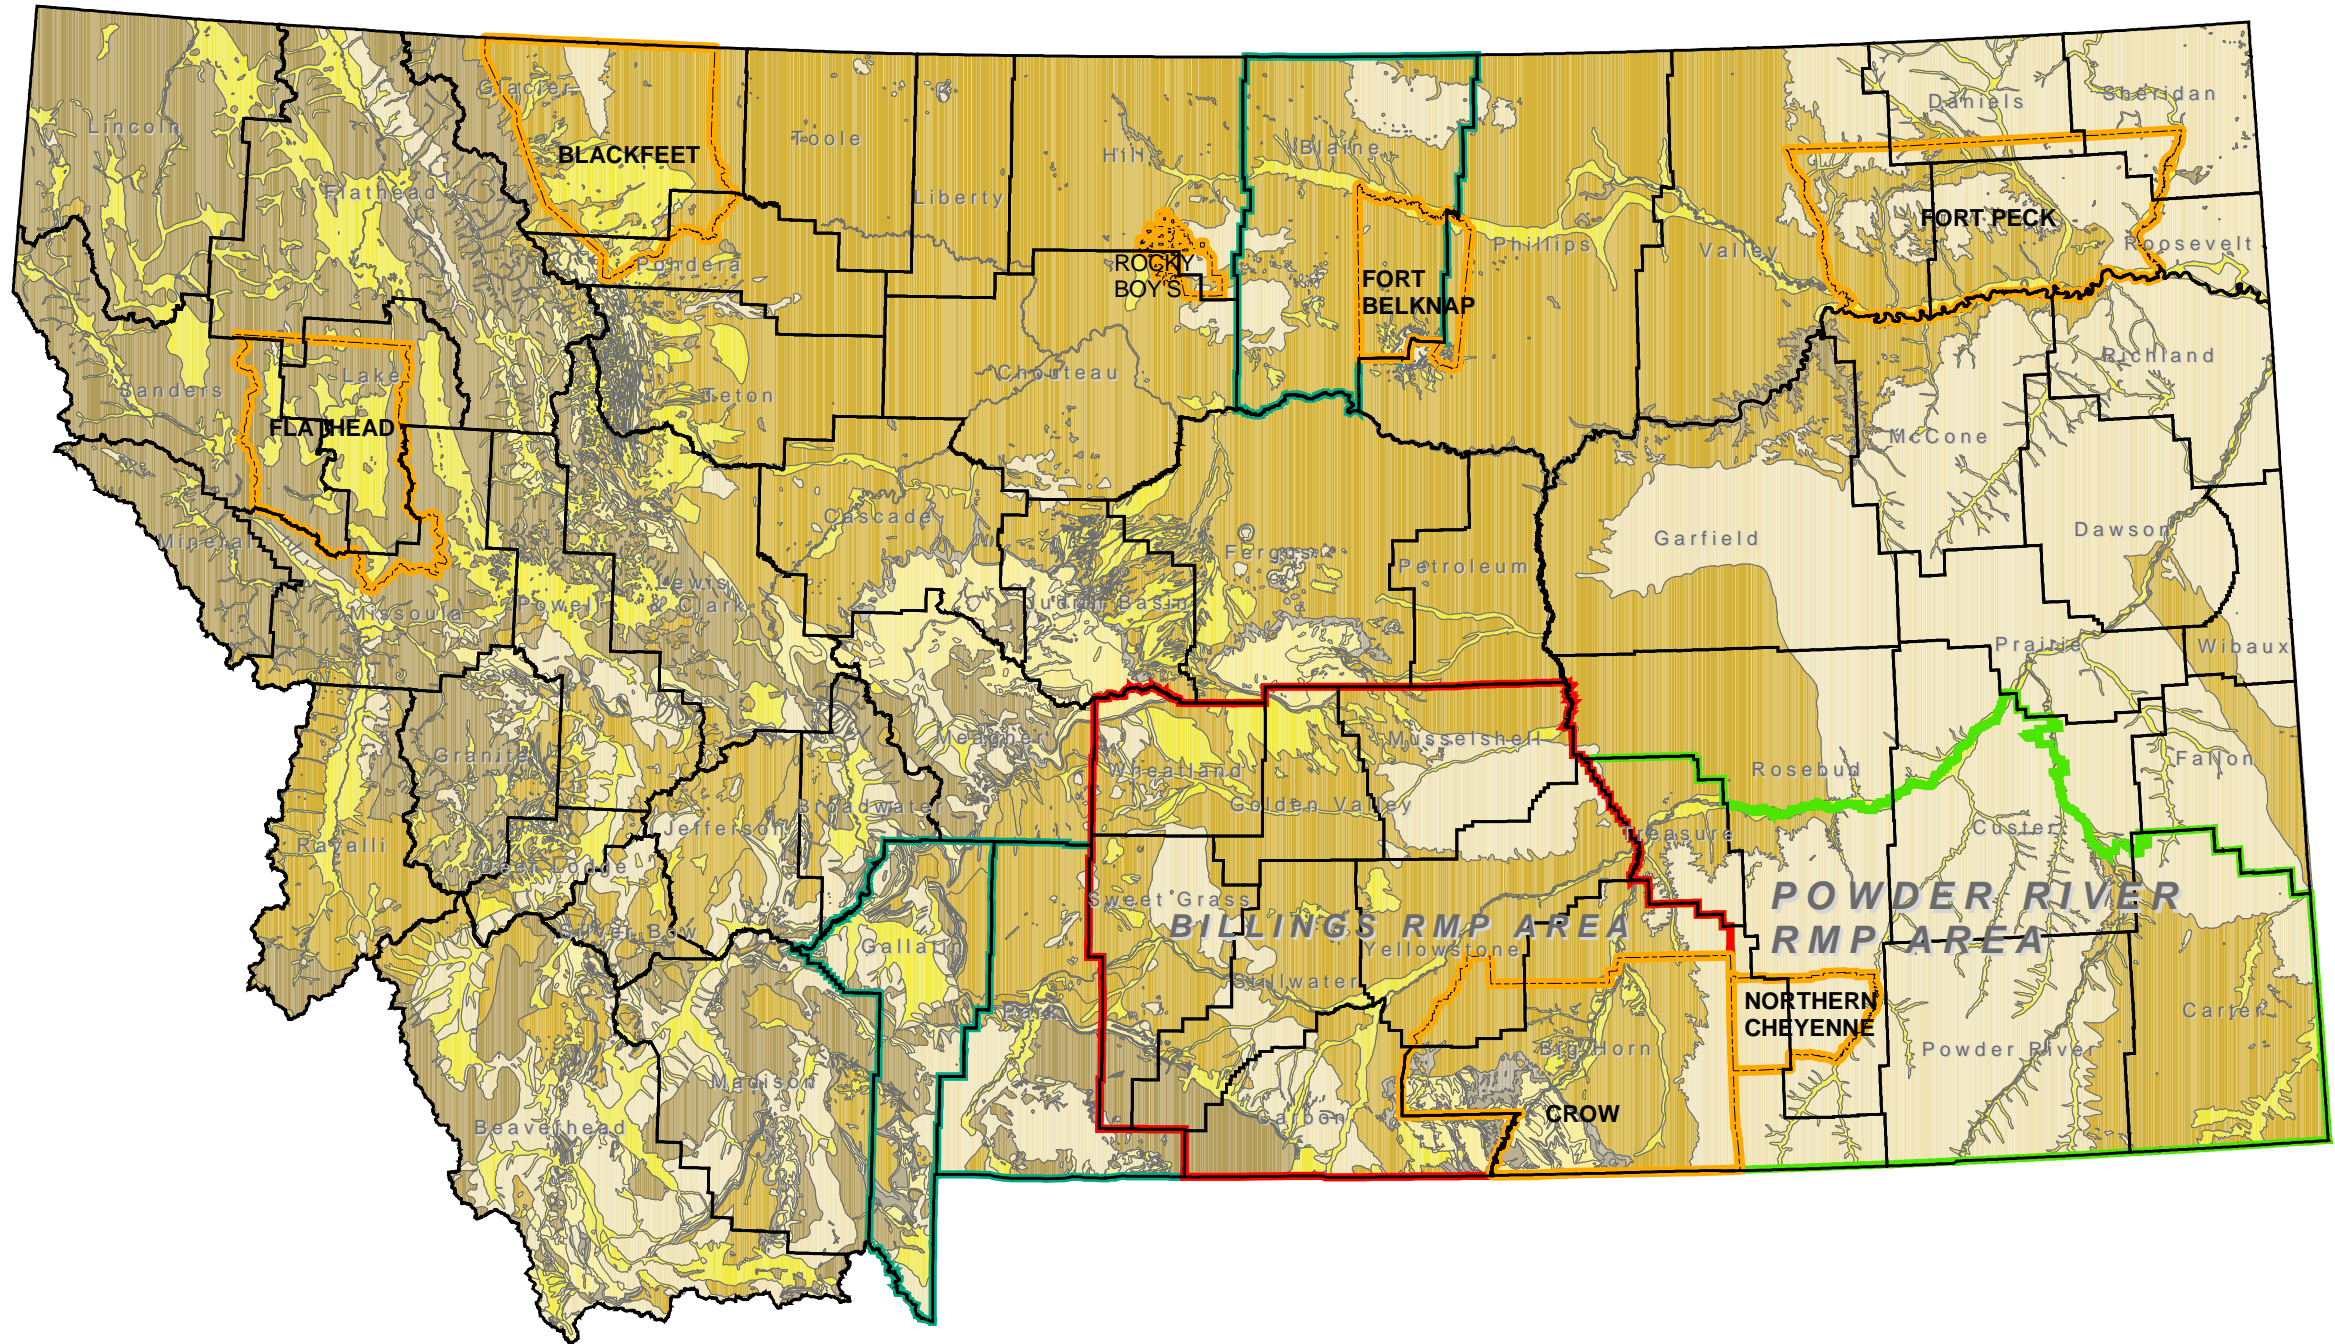 Glacier
Daniels
Sheridan
Lincoln
Toole
Hill
Blaine
BLACKFEET
Flathead
Liberty
FORT PECK
Phillips
Valley
Roosevelt
Pondera
ROCKY
BOY'S
FORT
BELKNAP
Richland
Sanders
Lake
Teton
Chouteau
FLATHEAD
McCone
Cascade
Garfield
Dawson
Mineral
Fergus
Petroleum
Lewis
& Clark
Missoula
Powell
Judith Basin
Prairie
Wibaux
Granite
Meagher
Musselshell
Wheatland
Rosebud
Fallon
Broadwater
Golden Valley
Jefferson
Treasure
Custer
Ravalli
Deer Lodge
Sweet Grass
POWDER RIVER
RMP AREA
BILLINGS RMP AREA
Silver Bow
Gallatin
Yellowstone
Stillwater
Park
NORTHERN
CHEYENNE
Carter
Big Horn
Powder River
Madison
Beaverhead
Carbon
CROW